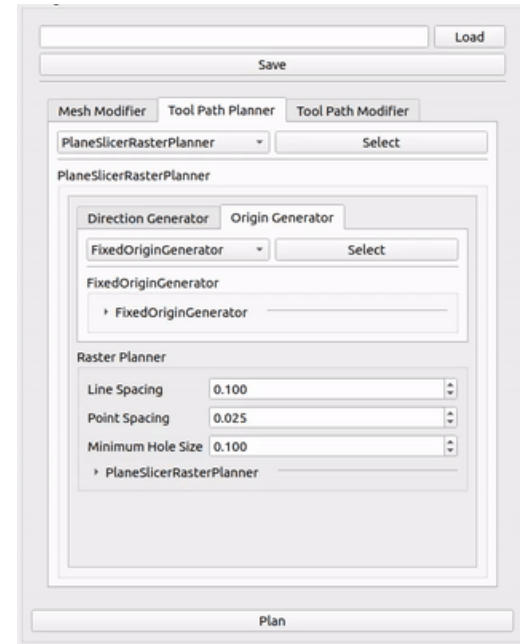 Load
Save
Mesh Modifier Tool Path Planner Tool Path Modifier
PlaneSlicerRasterPlanner Select
PlaneSlicerRasterPlanner
Direction Generator Origin Generator
FixedOriginGenerator Select
FixedOriginGenerator
FixedOriginGenerator
Raster Planner
Line Spacing 0.100
Point Spacing 0.025
Minimum Hole Size 0.100
PlaneSlicerRasterPlanner
Plan